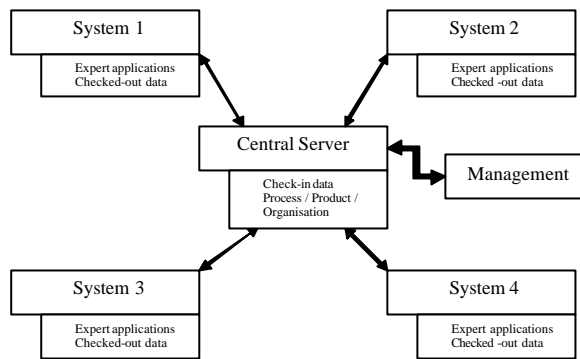 System 1
Expert applications
Checked-out data
System 2
Expert applications
Checked -out data
Central Server
Check-in data
Process / Product /
Organisation
Management
System 3
Expert applications
Checked-out data
System 4
Expert applications
Checked -out data